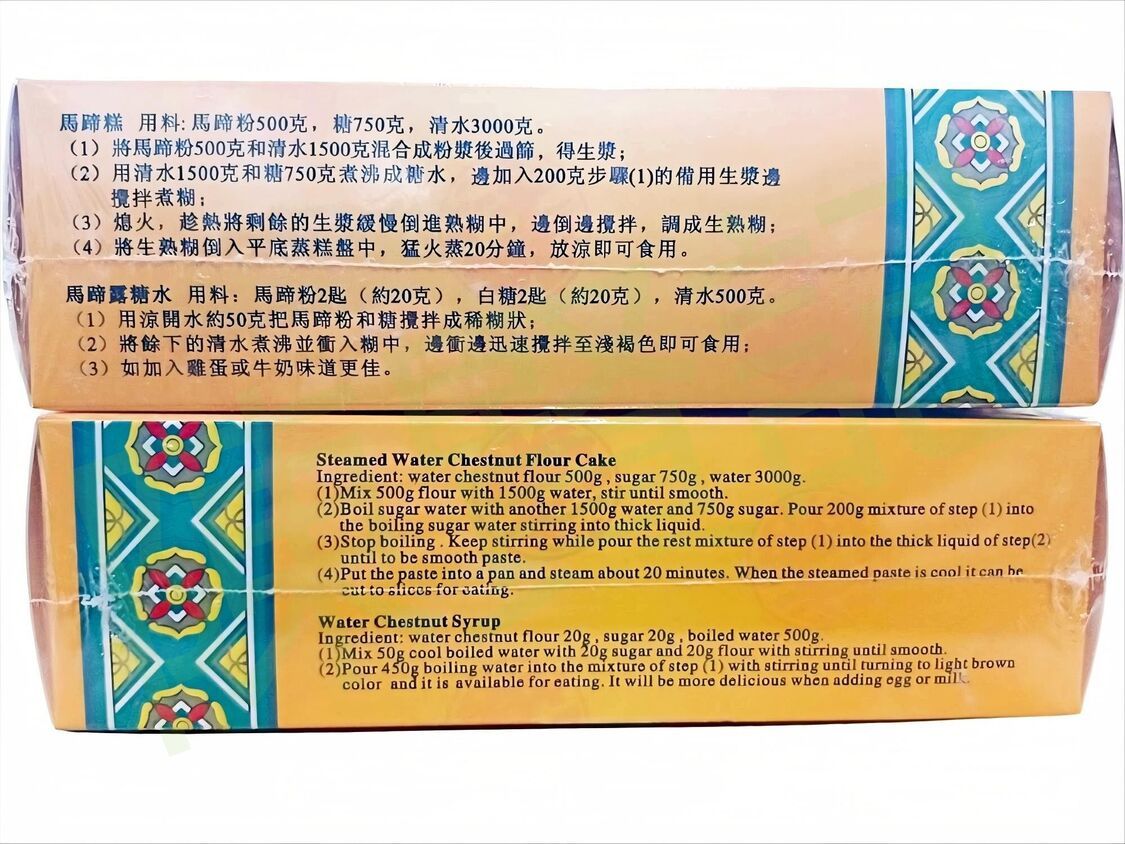 馬蹄糕 用料: 馬蹄粉500克，糖750克，清水3000克。
（1）將馬蹄粉500克和清水1500克混合成粉漿後過篩，得生漿；
（2）用清水1500克和糖750克煮沸成糖水，邊加入200克步驟(1)的備用生漿邊
攪拌煮糊；
（3）熄火，趁熱將剩餘的生漿緩慢倒進熟糊中，邊倒邊攪拌，調成生熟糊；
（4）將生熟糊倒入平底蒸糕盤中，猛火蒸20分鐘，放涼即可食用。
馬蹄露糖水 用料：馬蹄粉2匙（約20克），白糖2匙（約20克），清水500克。
（1）用涼開水約50克把馬蹄粉和糖攪拌成稀糊狀；
（2）將餘下的清水煮沸並衝入糊中，邊衝邊迅速攪拌至淺褐色即可食用；
（3）如加入雞蛋或牛奶味道更佳。
Steamed Water Chestnut Flour Cake
Ingredient: water chestnut flour 500g , sugar 750g , water 3000g.
(1)Mix 500g flour with 1500g water, stir until smooth.
(2)Boil sugar water with another 1500g water and 750g sugar. Pour 200g mixture of step (1) into
the boiling sugar water stirring into thick liquid.
(3)Stop boiling . Keep stirring while pour the rest mixture of step (1) into the thick liquid of step(2)
until to be smooth paste.
(4)Put the paste into a pan and steam about 20 minutes. When the steamed paste is cool it can be
cut to slices for eating.
Water Chestnut Syrup
Ingredient: water chestnut flour 20g , sugar 20g , boiled water 500g.
(1)Mix 50g cool boiled water with 20g sugar and 20g flour with stirring until smooth.
(2)Pour 450g boiling water into the mixture of step (1) with stirring until turning to light brown
color and it is available for eating. It will be more delicious when adding egg or milk.